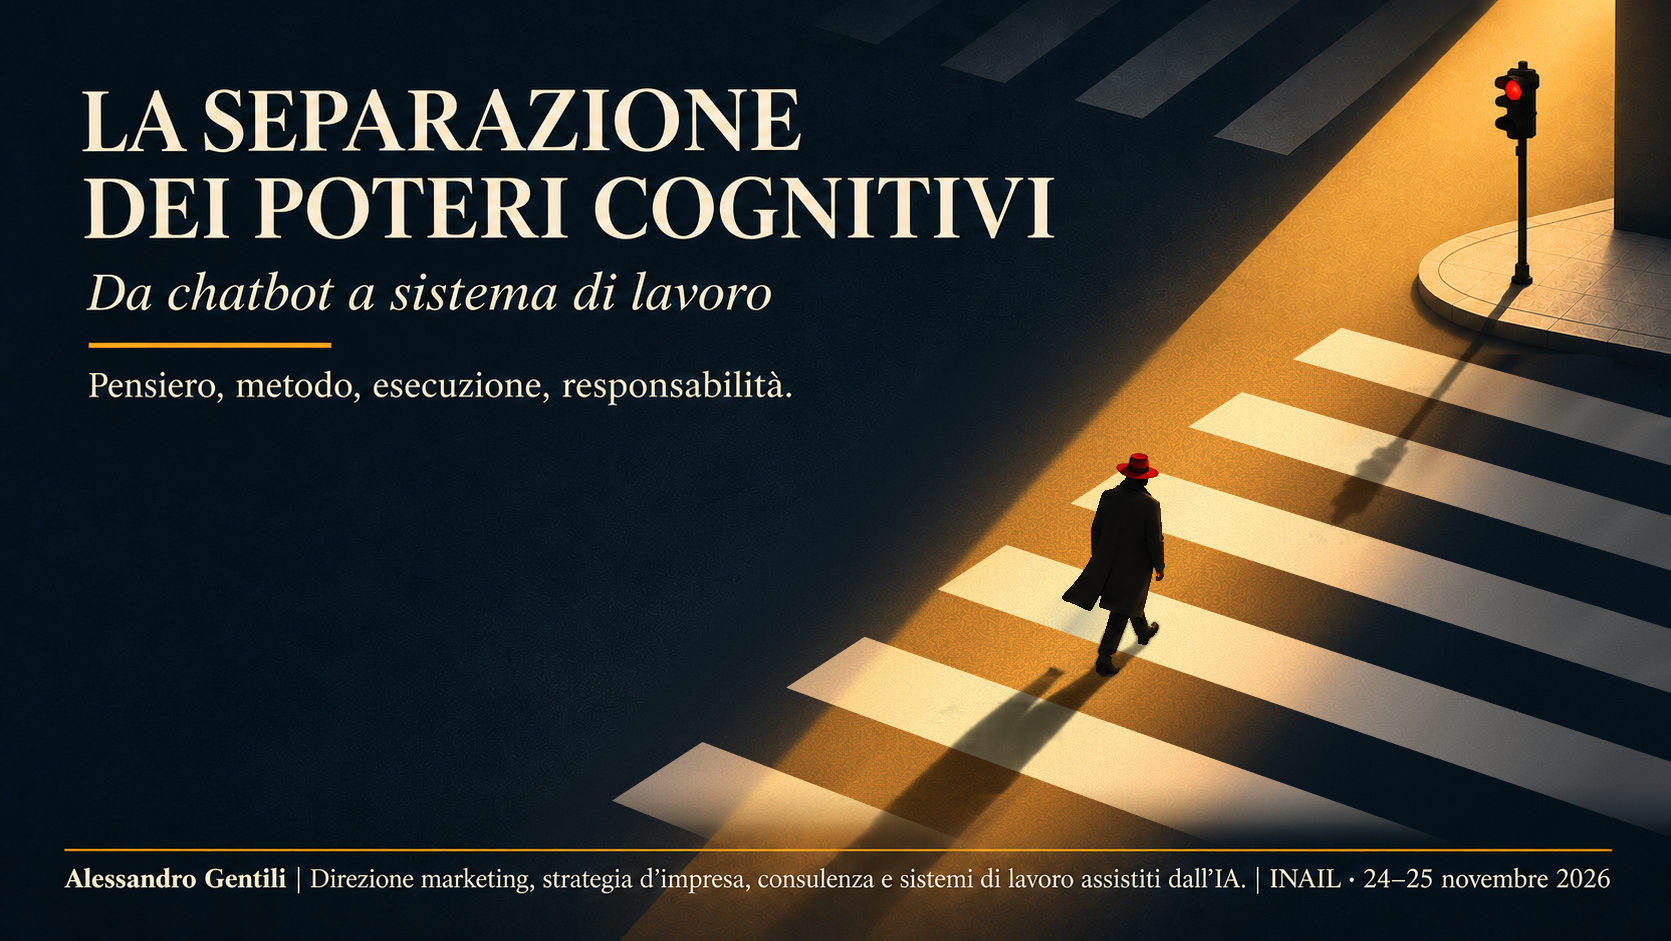 LA SEPARAZIONE
DEI POTERI COGNITIVI
Da chatbot a sistema di lavoro
Pensiero, metodo, esecuzione, responsabilità.
Alessandro Gentili | Direzione marketing, strategia d’impresa, consulenza e sistemi di lavoro assistiti dall’IA. | INAIL · 24–25 novembre 2026